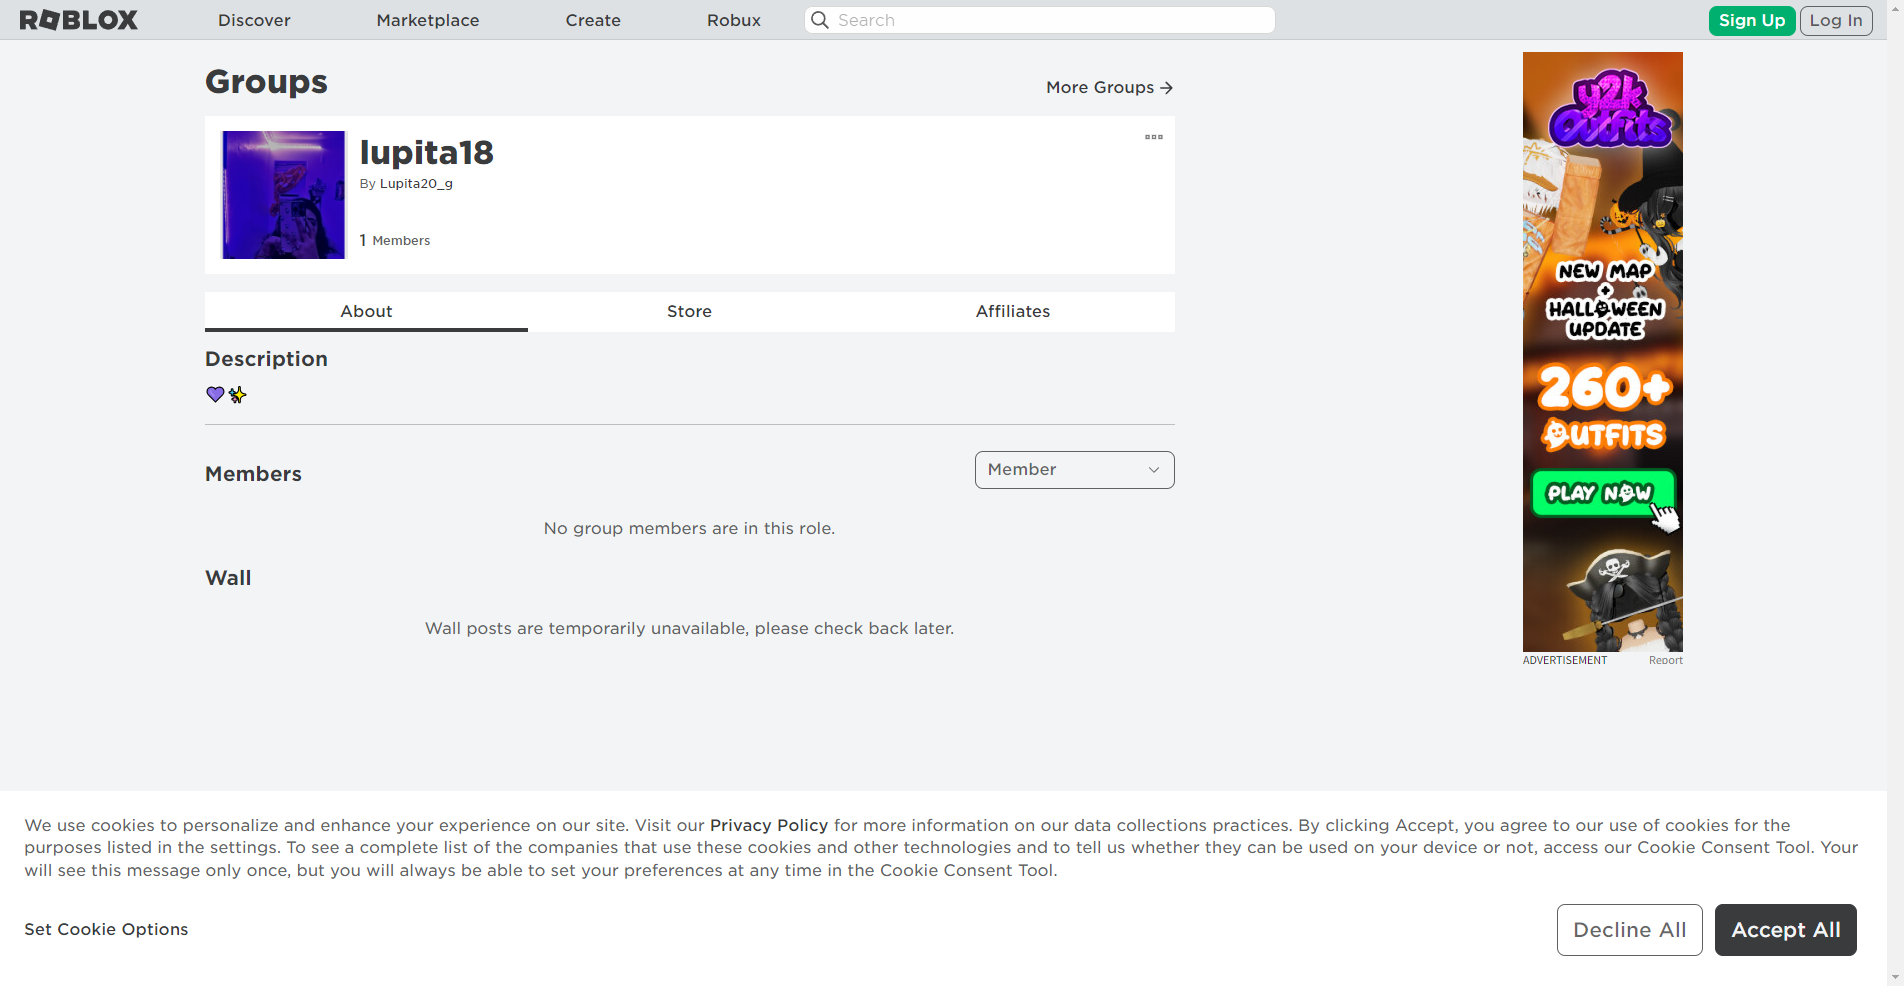 ROBLOX
Discover
Marketplace
Create
Robux
Search
Sign Up
Log In
Groups
More Groups →
lupita18
By Lupita20_g
1 Members
About
Store
Affiliates
Description
💜✨
Members
Member
No group members are in this role.
Wall
Wall posts are temporarily unavailable, please check back later.
y2k
Outfits
NEW MAP
+
HALLOWEEN
UPDATE
260+
OUTFITS
PLAY NOW
ADVERTISEMENT
Report
We use cookies to personalize and enhance your experience on our site. Visit our Privacy Policy for more information on our data collections practices. By clicking Accept, you agree to our use of cookies for the
purposes listed in the settings. To see a complete list of the companies that use these cookies and other technologies and to tell us whether they can be used on your device or not, access our Cookie Consent Tool. Your
will see this message only once, but you will always be able to set your preferences at any time in the Cookie Consent Tool.
Set Cookie Options
Decline All
Accept All